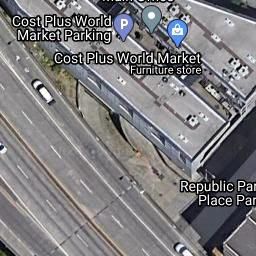 Cost Plus World
Market Parking
Cost Plus World Market
Furniture store
Republic Par
Place Par